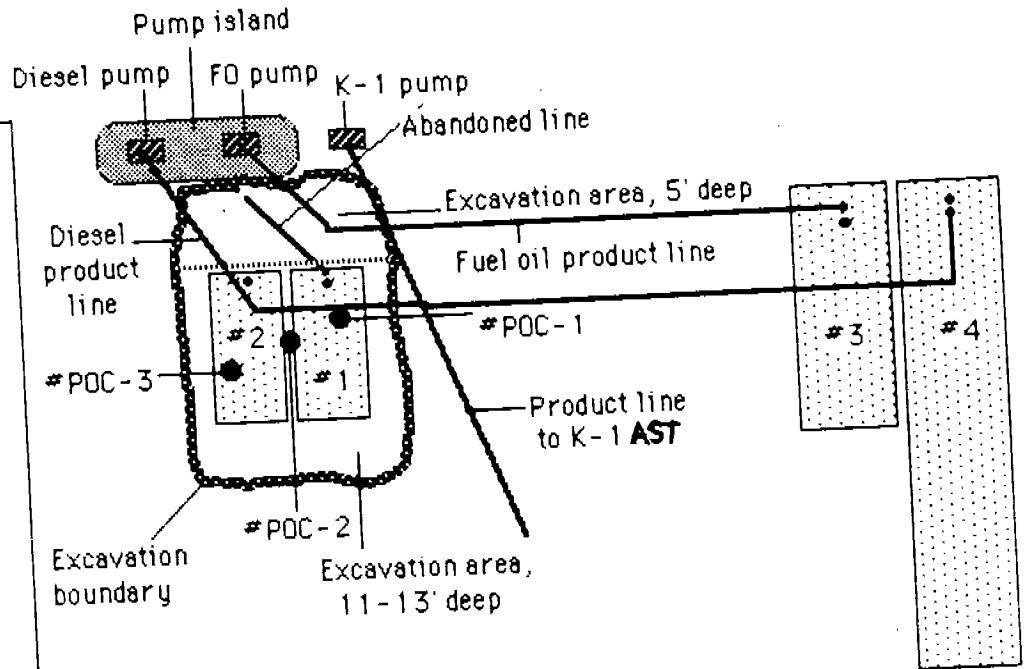 Pump island
Diesel pump
FO pump
K-1 pump
Abandoned line
Excavation area, 5' deep
Diesel
product
line
Fuel oil product line
#2
#1
#POC-1
#3
#4
#POC-3
Product line
to K-1 AST
#POC-2
Excavation
boundary
Excavation area,
11-13' deep